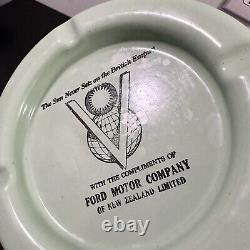 The Sun Never Sets on the British Empire
V
WITH THE COMPLIMENTS OF
FORD MOTOR COMPANY
OF NEW ZEALAND LIMITED